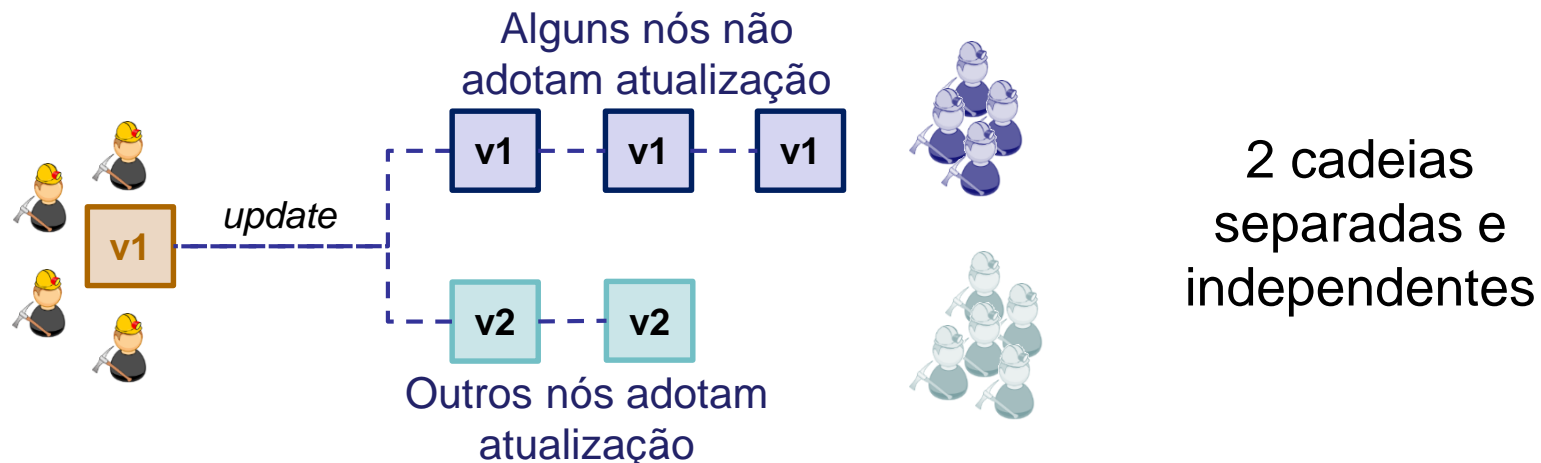 Alguns nós não
adotam atualização
v1
update
v1
v1
v1
v2
v2
Outros nós adotam
atualização
2 cadeias
separadas e
independentes